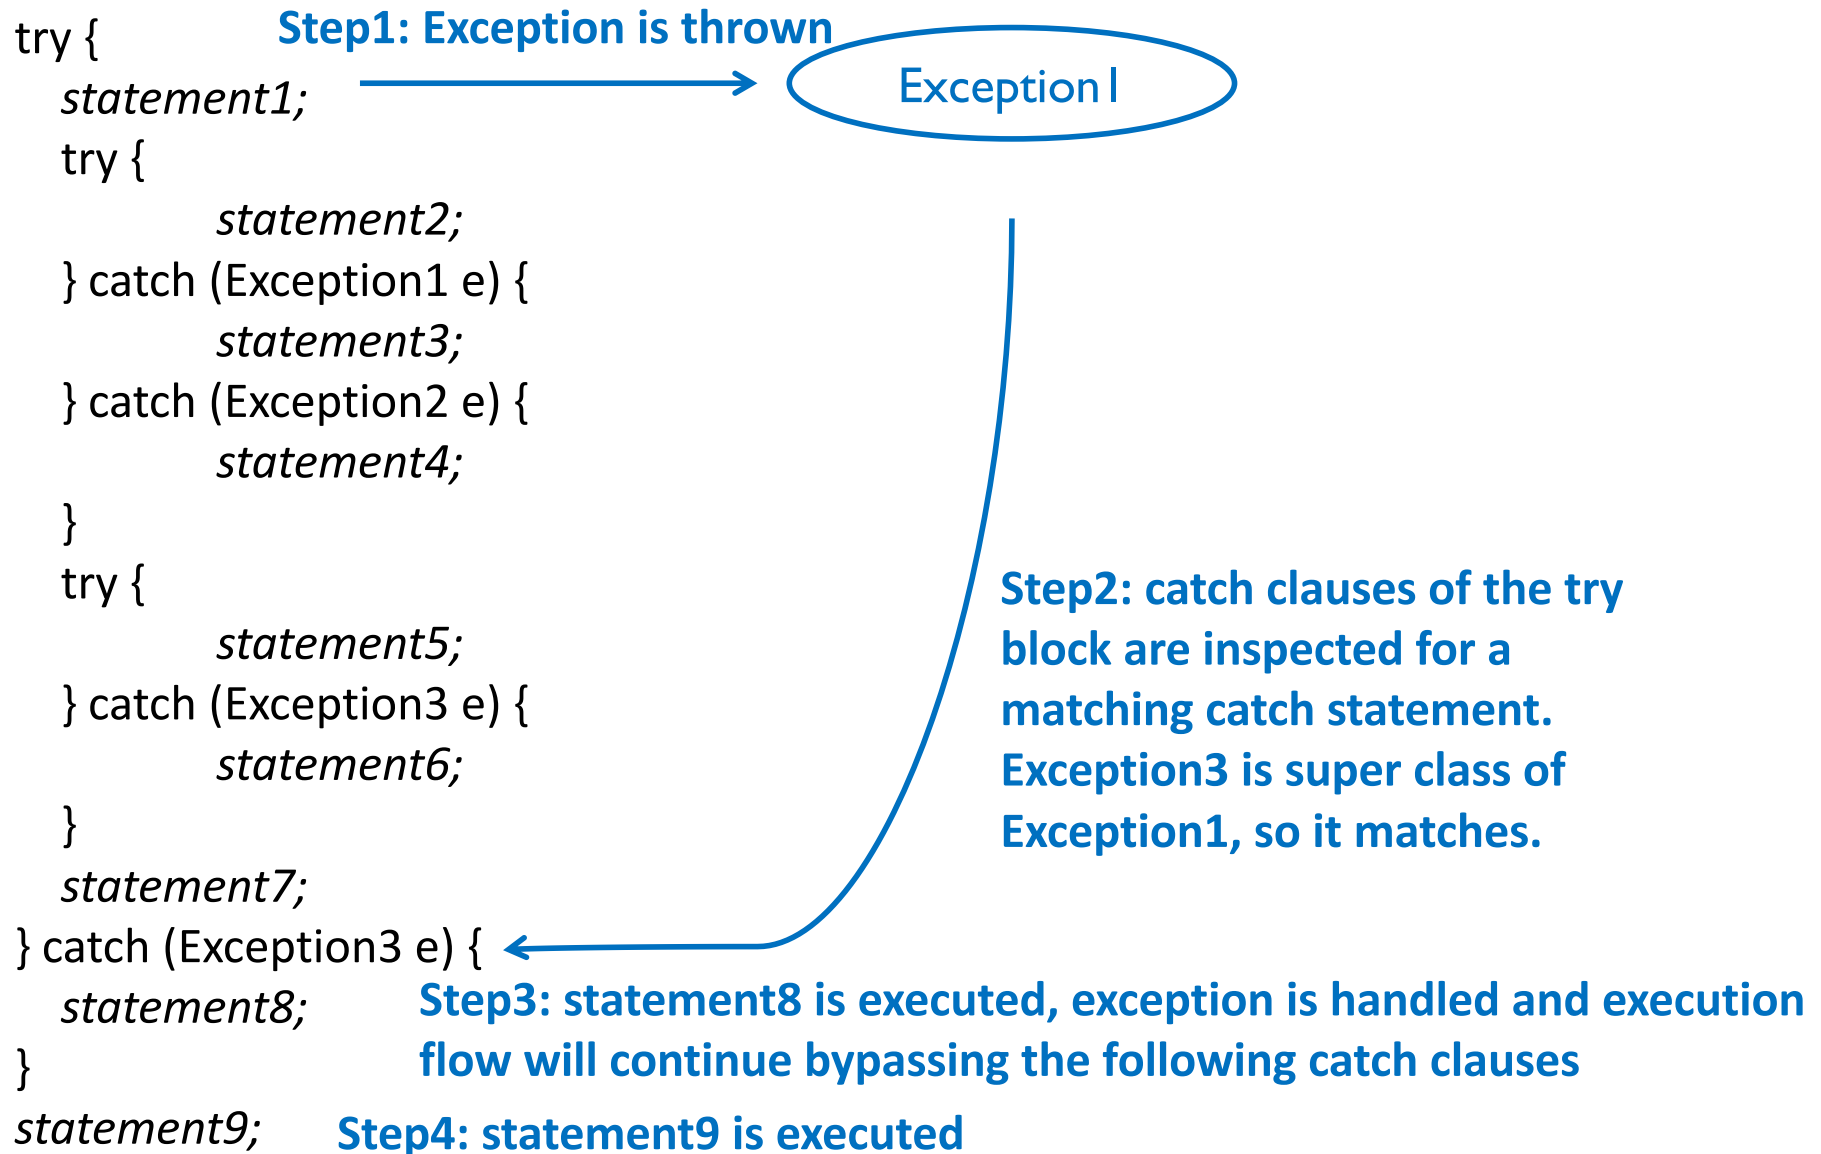 try {
Step1: Exception is thrown
statement1;
Exception1
try {
statement2;
} catch (Exception1 e) {
statement3;
} catch (Exception2 e) {
statement4;
}
try {
Step2: catch clauses of the try
statement5;
block are inspected for a
} catch (Exception3 e) {
matching catch statement.
statement6;
Exception3 is super class of
}
Exception1, so it matches.
statement7;
} catch (Exception3 e) {
statement8;
Step3: statement8 is executed, exception is handled and execution
flow will continue bypassing the following catch clauses
}
statement9;
Step4: statement9 is executed